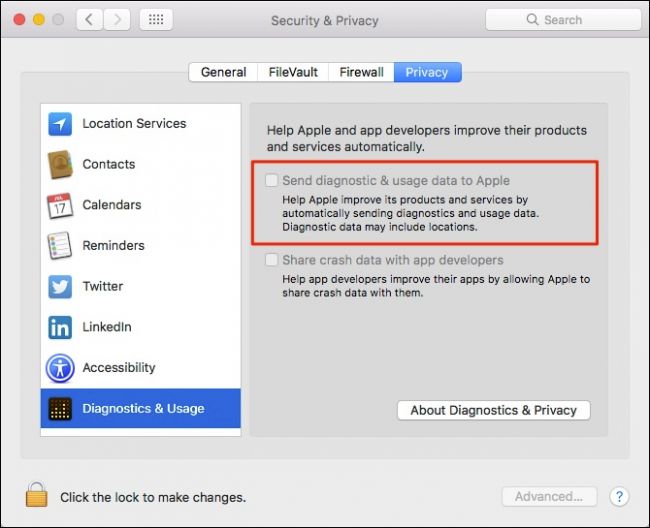 Security & Privacy
Search
General FileVault Firewall Privacy
Location Services
Contacts
JUL 17
Calendars
Reminders
Twitter
in LinkedIn
Accessibility
Diagnostics & Usage
Help Apple and app developers improve their products
and services automatically.
Send diagnostic & usage data to Apple
Help Apple improve its products and services by
automatically sending diagnostics and usage data.
Diagnostic data may include locations.
Share crash data with app developers
Help app developers improve their apps by allowing Apple to
share crash data with them.
About Diagnostics & Privacy
Click the lock to make changes.
Advanced... ?